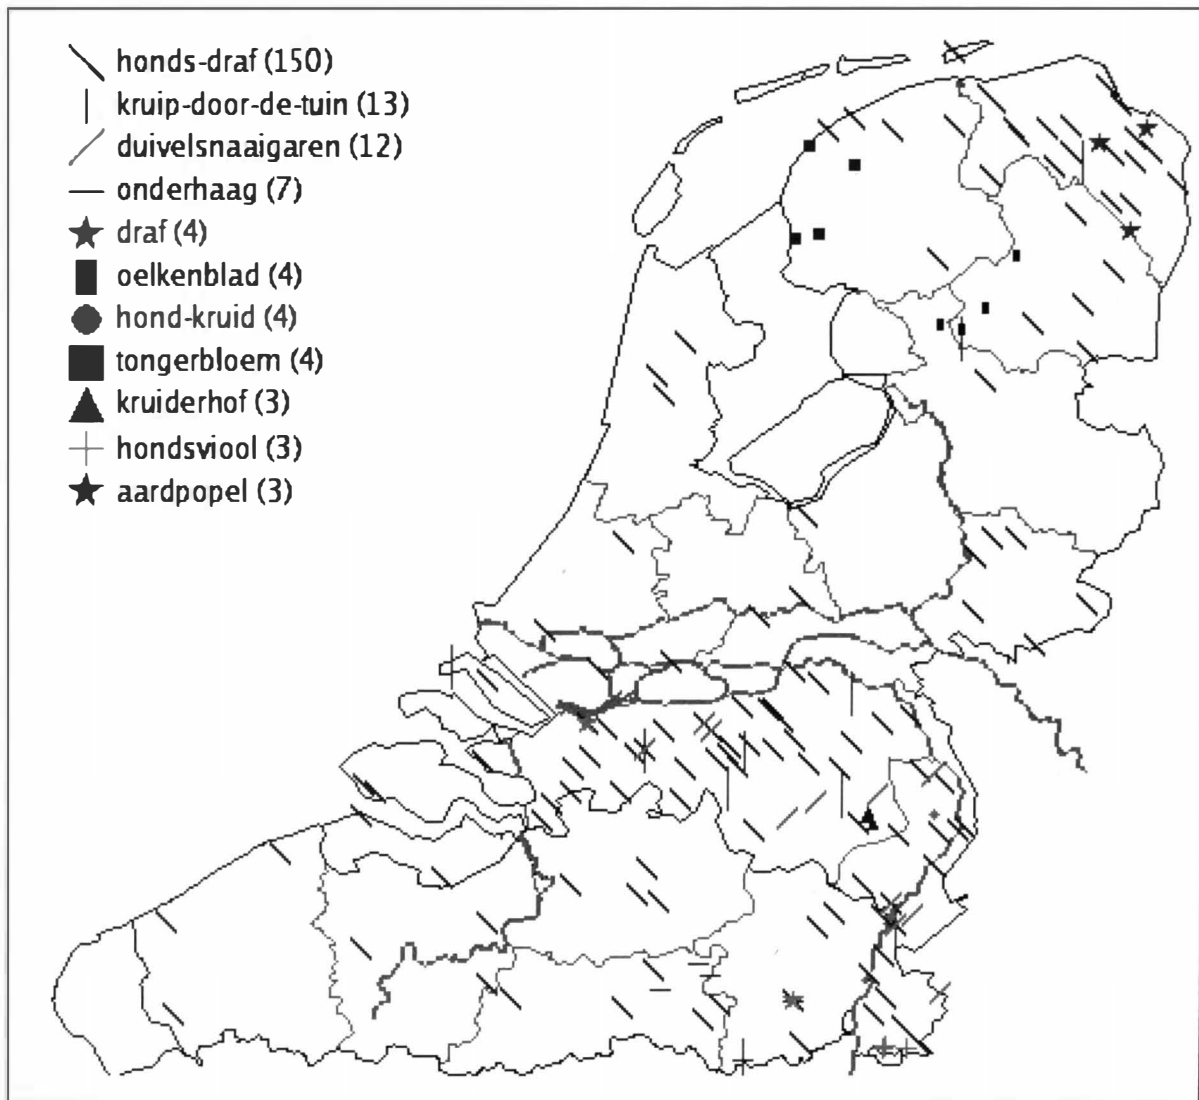 honds-draf (150)
kruip-door-de-tuin (13)
duivelsnaaigaren (12)
onderhaag (7)
draf (4)
oelkenblad (4)
hond-kruid (4)
tongerbloem (4)
kruiderhof (3)
hondsviool (3)
aardpopel (3)